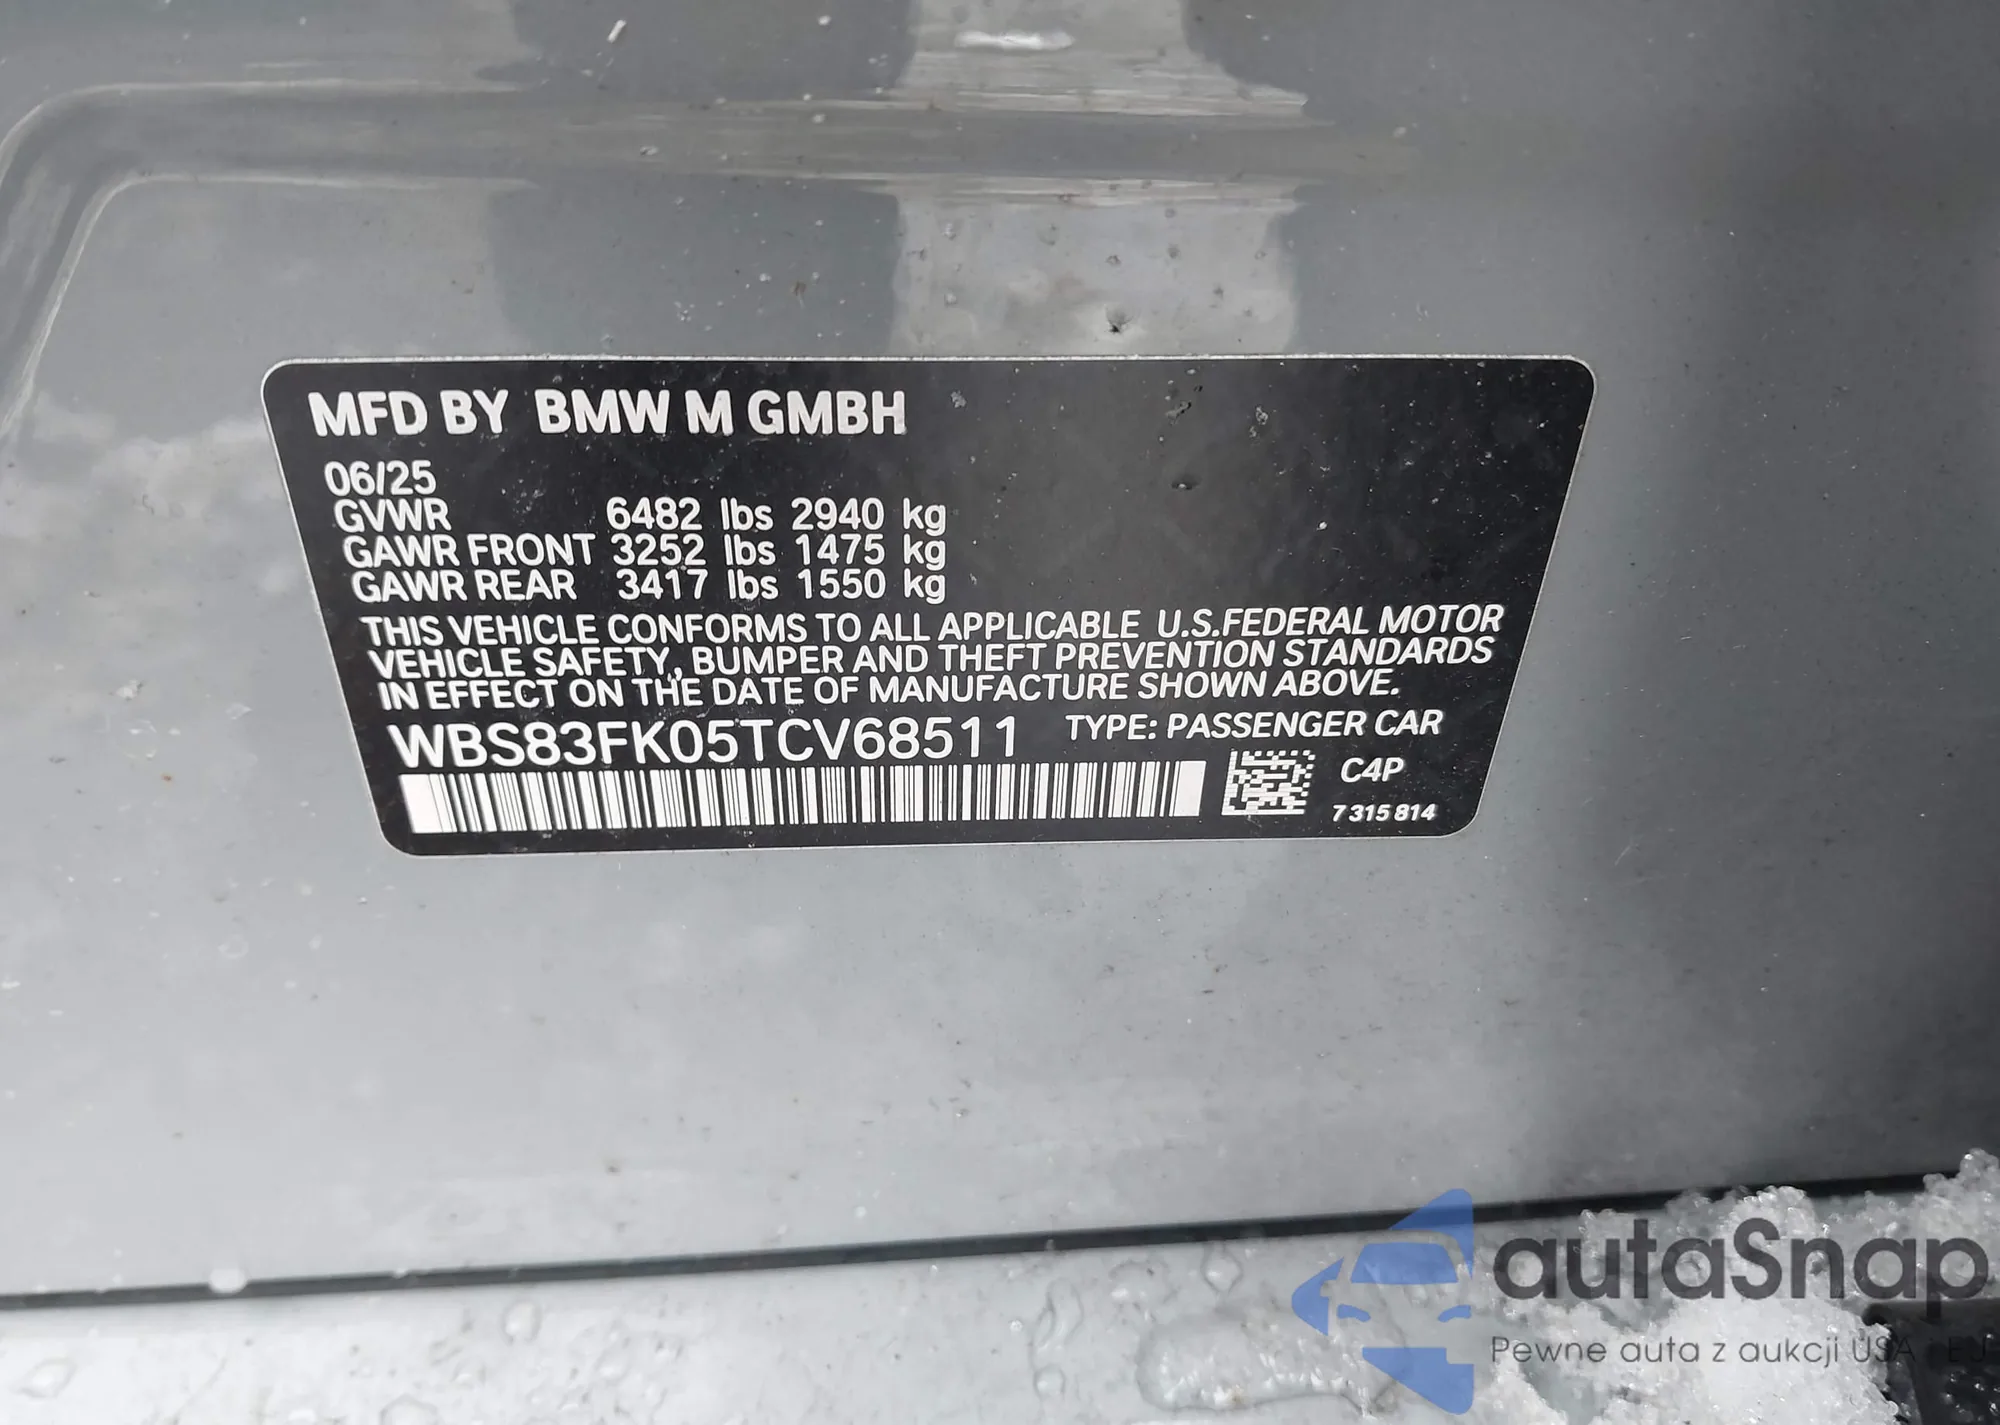 MFD BY BMW M GMBH
06/25
GVWR 6482 lbs 2940 kg
GAWR FRONT 3252 lbs 1475 kg
GAWR REAR 3417 lbs 1550 kg
THIS VEHICLE CONFORMS TO ALL APPLICABLE U.S.FEDERAL MOTOR
VEHICLE SAFETY, BUMPER AND THEFT PREVENTION STANDARDS
IN EFFECT ON THE DATE OF MANUFACTURE SHOWN ABOVE.
WBS83FK05TCV68511 TYPE: PASSENGER CAR
C4P
7 315 814
autaSnap
Pewne auta z aukcji USA